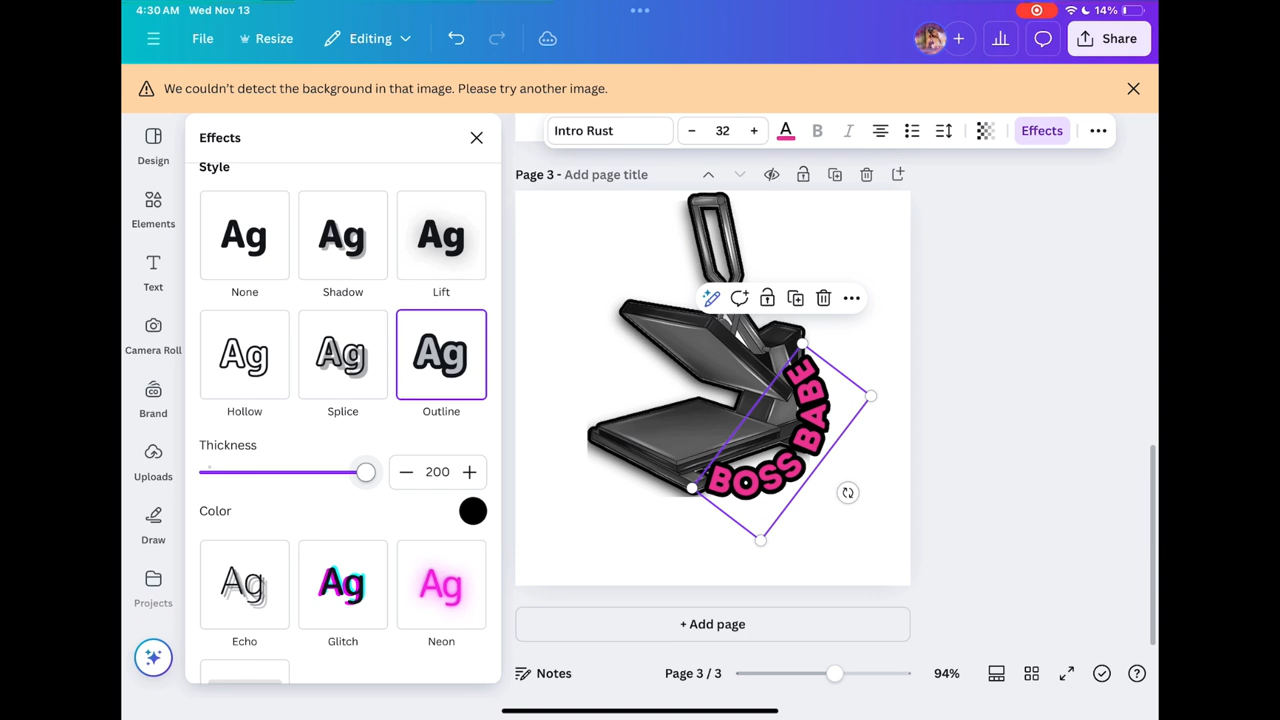 4:30 AM Wed Nov 13
14%
File
Resize
Editing
Share
We couldn't detect the background in that image. Please try another image.
Design
Elements
Text
Camera Roll
Brand
Uploads
Draw
Projects
Effects
Style
Ag
Ag
Ag
None
Shadow
Lift
Ag
Ag
Ag
Hollow
Splice
Outline
Thickness
200
Color
Ag
Ag
Ag
Echo
Glitch
Neon
Intro Rust
32
A
B
I
Effects
Page 3 - Add page title
BOSS BABE
+ Add page
Notes
Page 3 / 3
94%